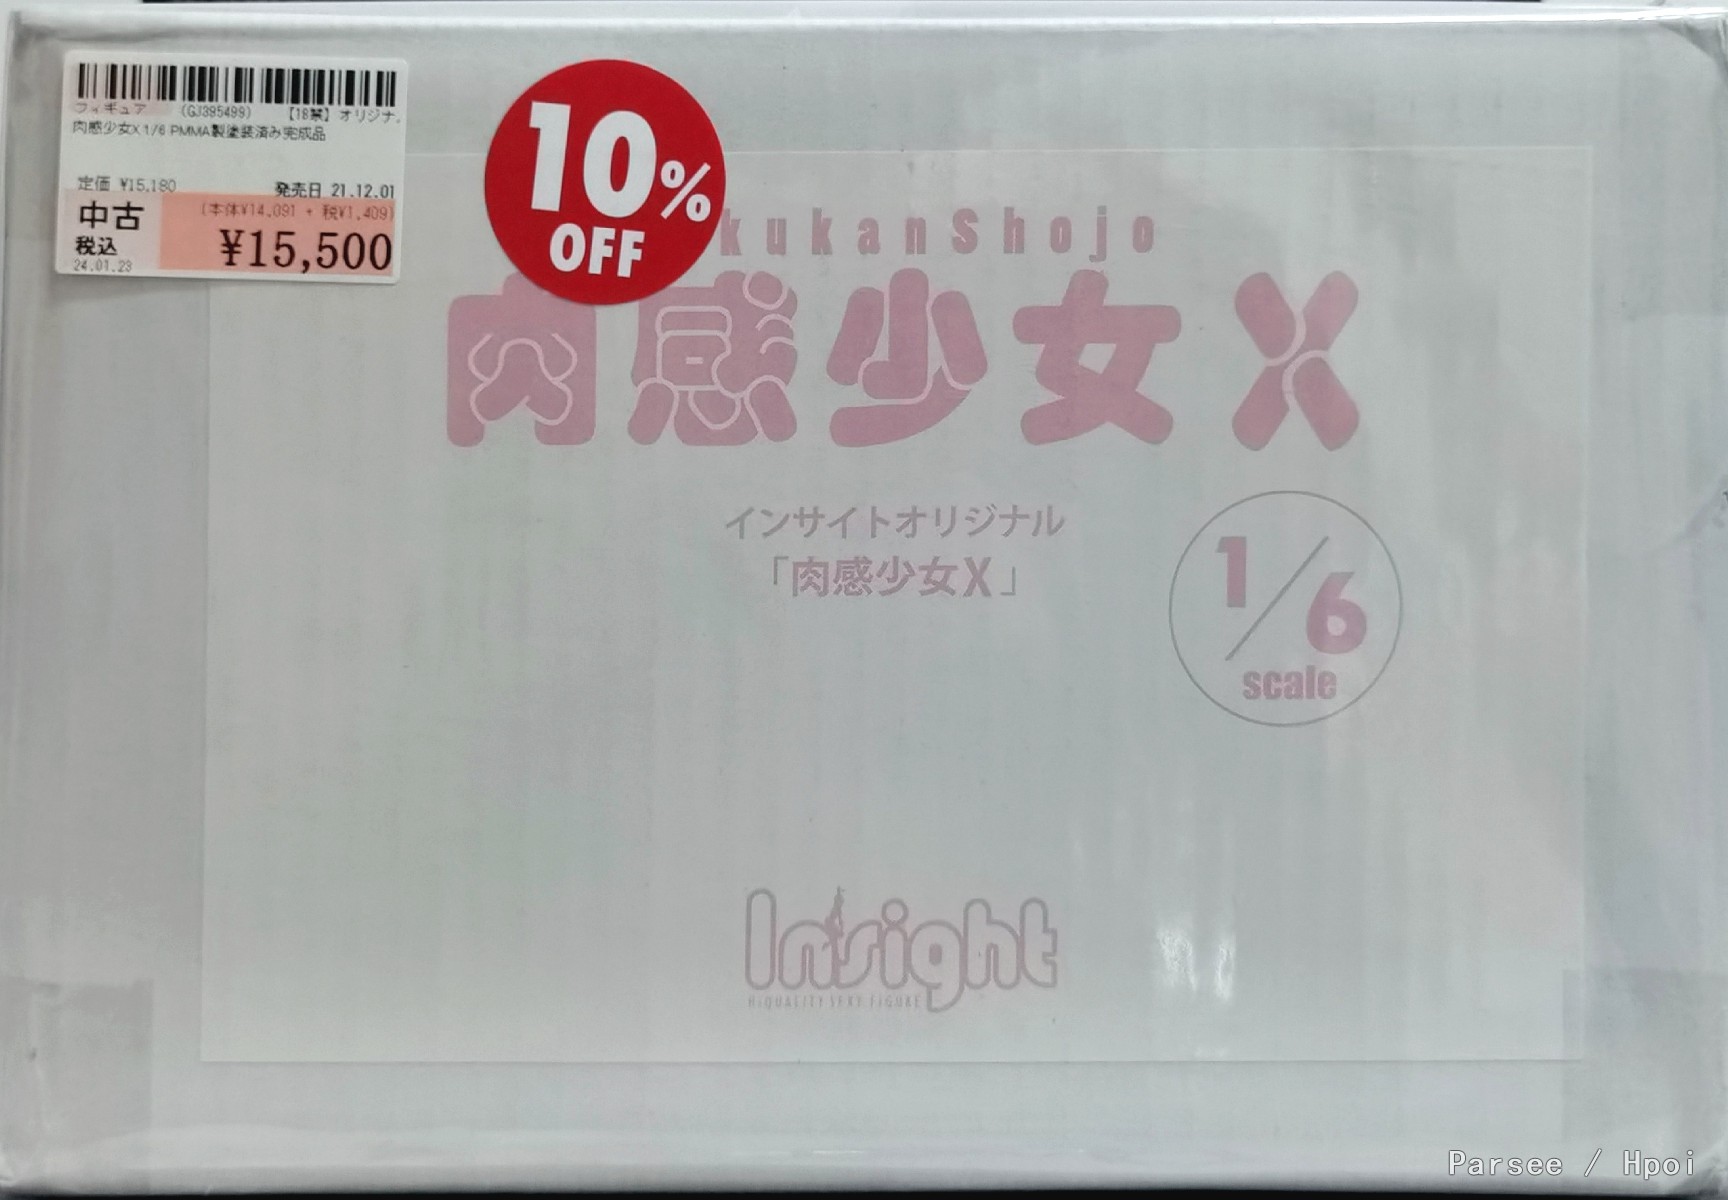 フィギュア (GJ395499) 【18禁】オリジナ.
肉感少女X 1/6 PMMA製塗装済み完成品
定価 ¥15,180 発売日 21.12.01
中古 (本体¥14,091 + 税¥1,409)
税込 ¥15,500
24.01.23
10%
OFF
kukanShojo
肉感少女X
インサイトオリジナル
「肉感少女X」
1/6
scale
Insight
HiQUALITY SEXY FiGURE
Parsee / Hpoi